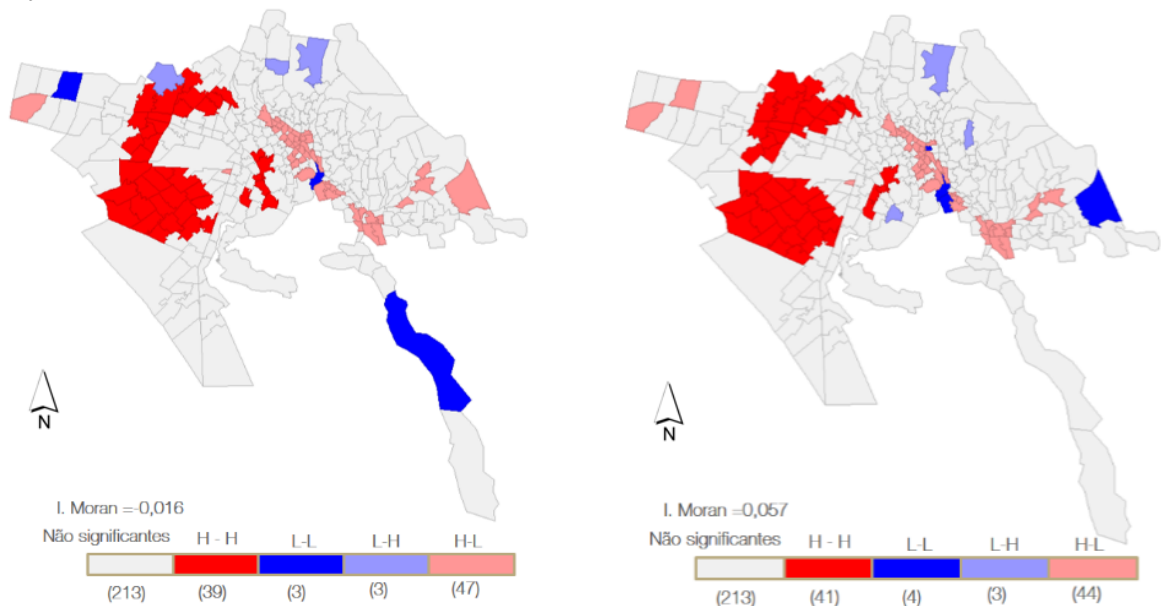 N
I. Moran =-0,016
Não significantes H - H L-L L-H H-L
(213) (39) (3) (3) (47)
N
I. Moran =0,057
Não significantes H - H L-L L-H H-L
(213) (41) (4) (3) (44)